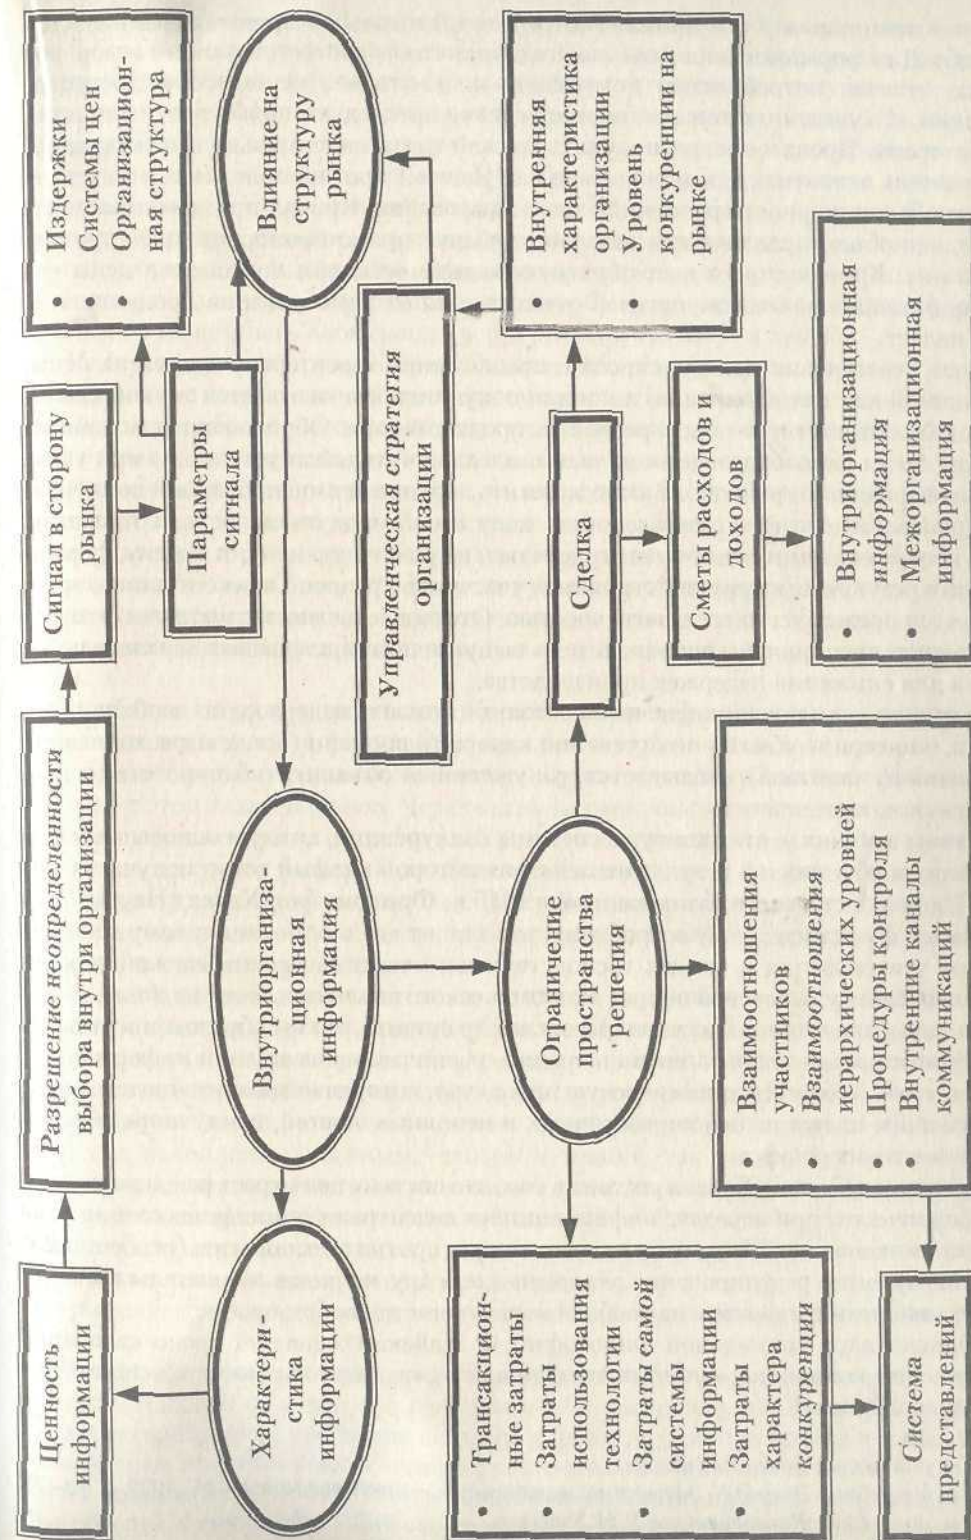 Ценность
информации
Разрешение неопределенности
выбора внутри организации
Сигнал сторону
рынка
• Издержки
• Системы цен
• Организацион-
ная структура
Параметры
сигнала
Характери-
стика
информации
Внутриорганиза-
ционная
информация
Влияние на
структуру
рынка
Управленческая стратегия
организации
• Трансакцион-
ные затраты
Затраты
использования
технологии
Затраты самой
системы
информации
Затраты
характера
конкуренции
Ограничение
пространства
решения
Сделка
• Внутренняя
характеристика
организации
• Уровень
конкуренции на
рынке
Сметы расходов и
доходов
• Взаимоотношения
участников
• Взаимоотношения
иерархических уровней
• Процедуры контроля
• Внутренние каналы
коммуникаций
• Внутриорганизационная
информация
• Межорганизационная
информация
Система
представлений